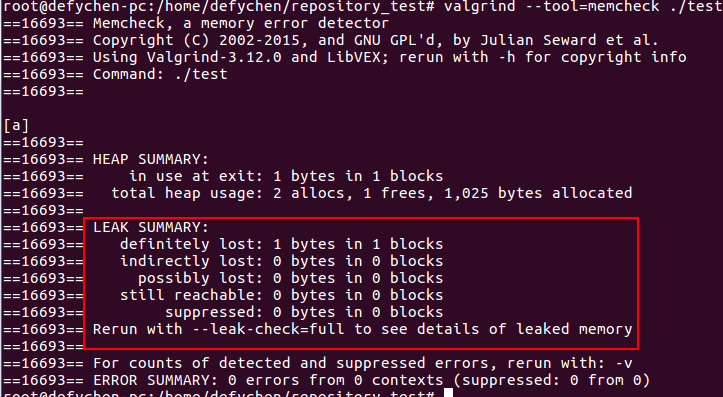 root@defychen-pc:/home/defychen/repository_test# valgrind --tool=memcheck ./test
==16693== Memcheck, a memory error detector
==16693== Copyright (C) 2002-2015, and GNU GPL'd, by Julian Seward et al.
==16693== Using Valgrind-3.12.0 and LibVEX; rerun with -h for copyright info
==16693== Command: ./test
==16693==
[a]
==16693==
==16693== HEAP SUMMARY:
==16693==     in use at exit: 1 bytes in 1 blocks
==16693==   total heap usage: 2 allocs, 1 frees, 1,025 bytes allocated
==16693==
==16693== LEAK SUMMARY:
==16693==    definitely lost: 1 bytes in 1 blocks
==16693==    indirectly lost: 0 bytes in 0 blocks
==16693==      possibly lost: 0 bytes in 0 blocks
==16693==    still reachable: 0 bytes in 0 blocks
==16693==         suppressed: 0 bytes in 0 blocks
==16693== Rerun with --leak-check=full to see details of leaked memory
==16693==
==16693== For counts of detected and suppressed errors, rerun with: -v
==16693== ERROR SUMMARY: 0 errors from 0 contexts (suppressed: 0 from 0)
root@defychen-pc:/home/defychen/repository_test#